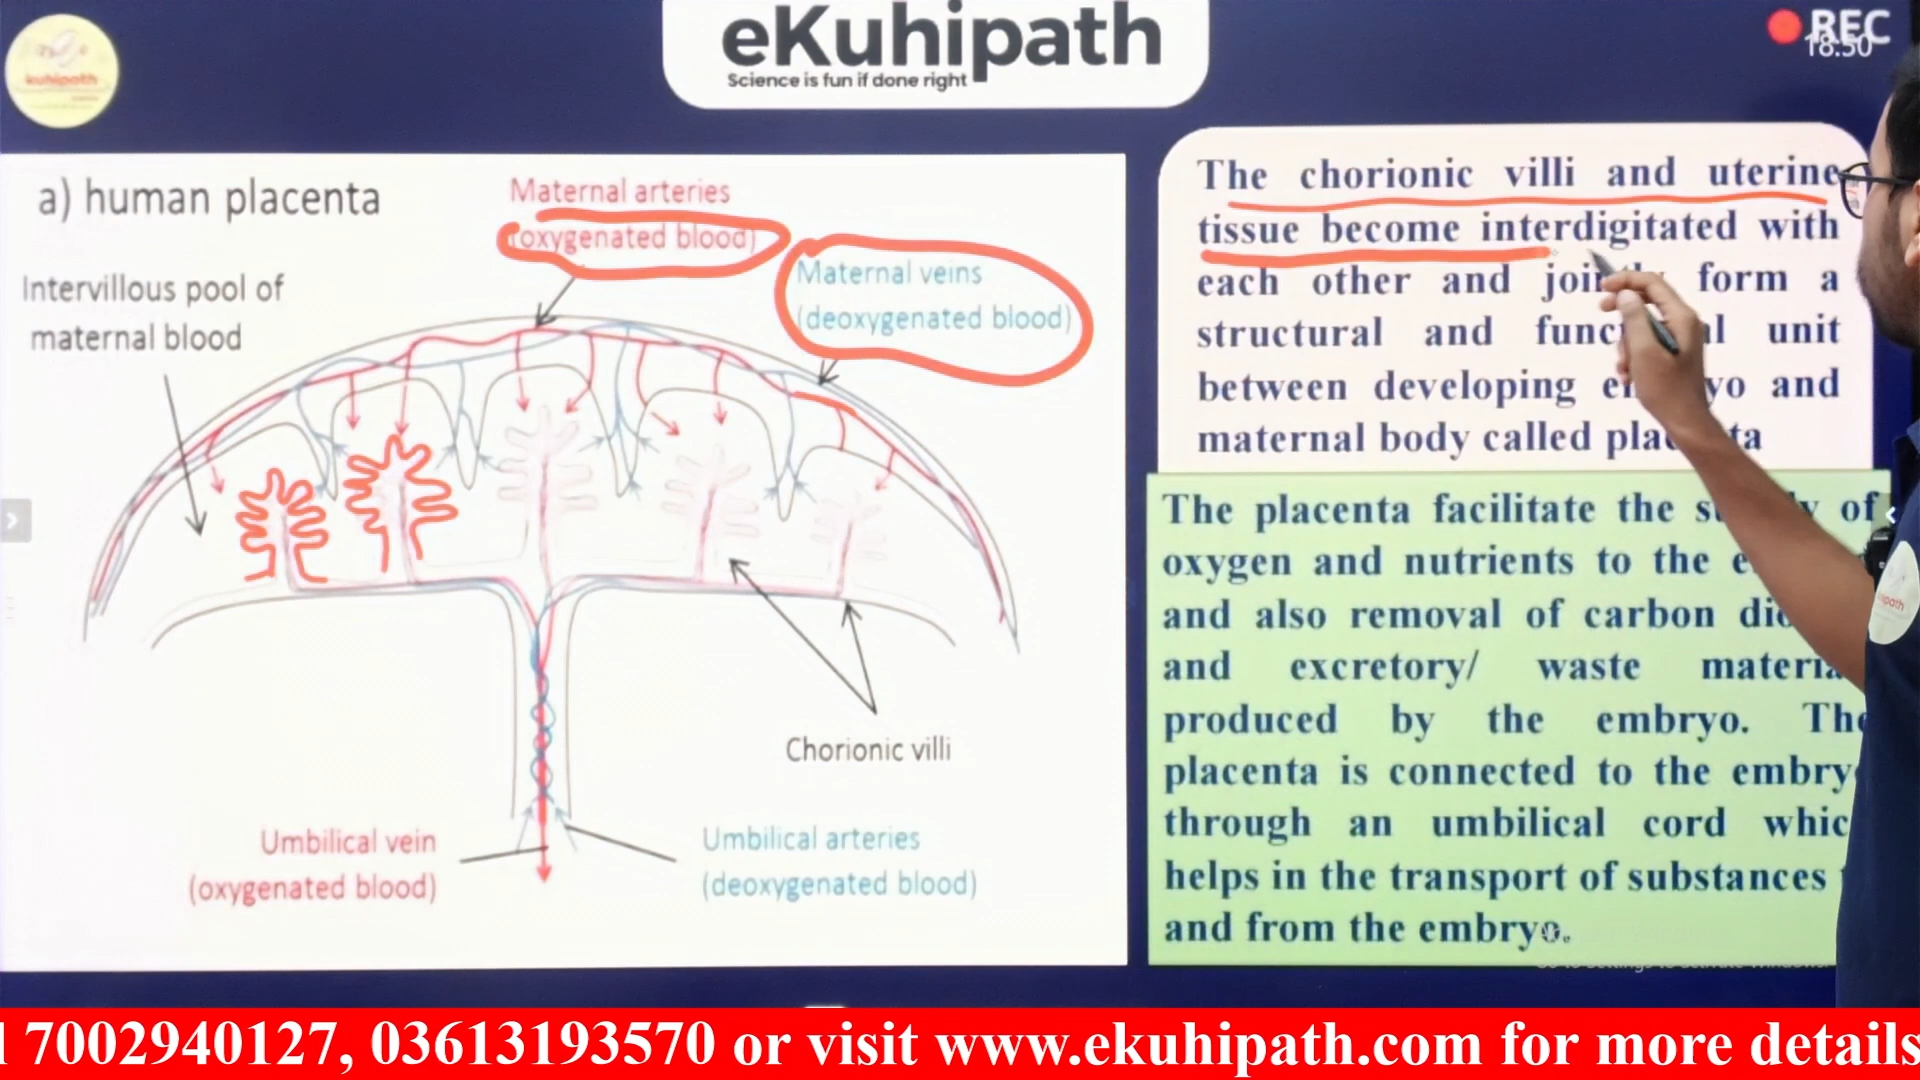 eKuhipath
Science is fun if done right
REC
18:50
kuhipath
a) human placenta
Maternal arteries
(oxygenated blood)
Maternal veins
(deoxygenated blood)
Intervillous pool of
maternal blood
Chorionic villi
Umbilical vein
(oxygenated blood)
Umbilical arteries
(deoxygenated blood)
The chorionic villi and uterine
tissue become interdigitated with
each other and form a
structural and unit
between developing and
maternal body called
The placenta facilitate the of
oxygen and nutrients to the
and also removal of carbon
and excretory/ waste
produced by the embryo. The
placenta is connected to the
through an umbilical cord
helps in the transport of substances
and from the embryo.
7002940127, 03613193570 or visit www.ekuhipath.com for more details